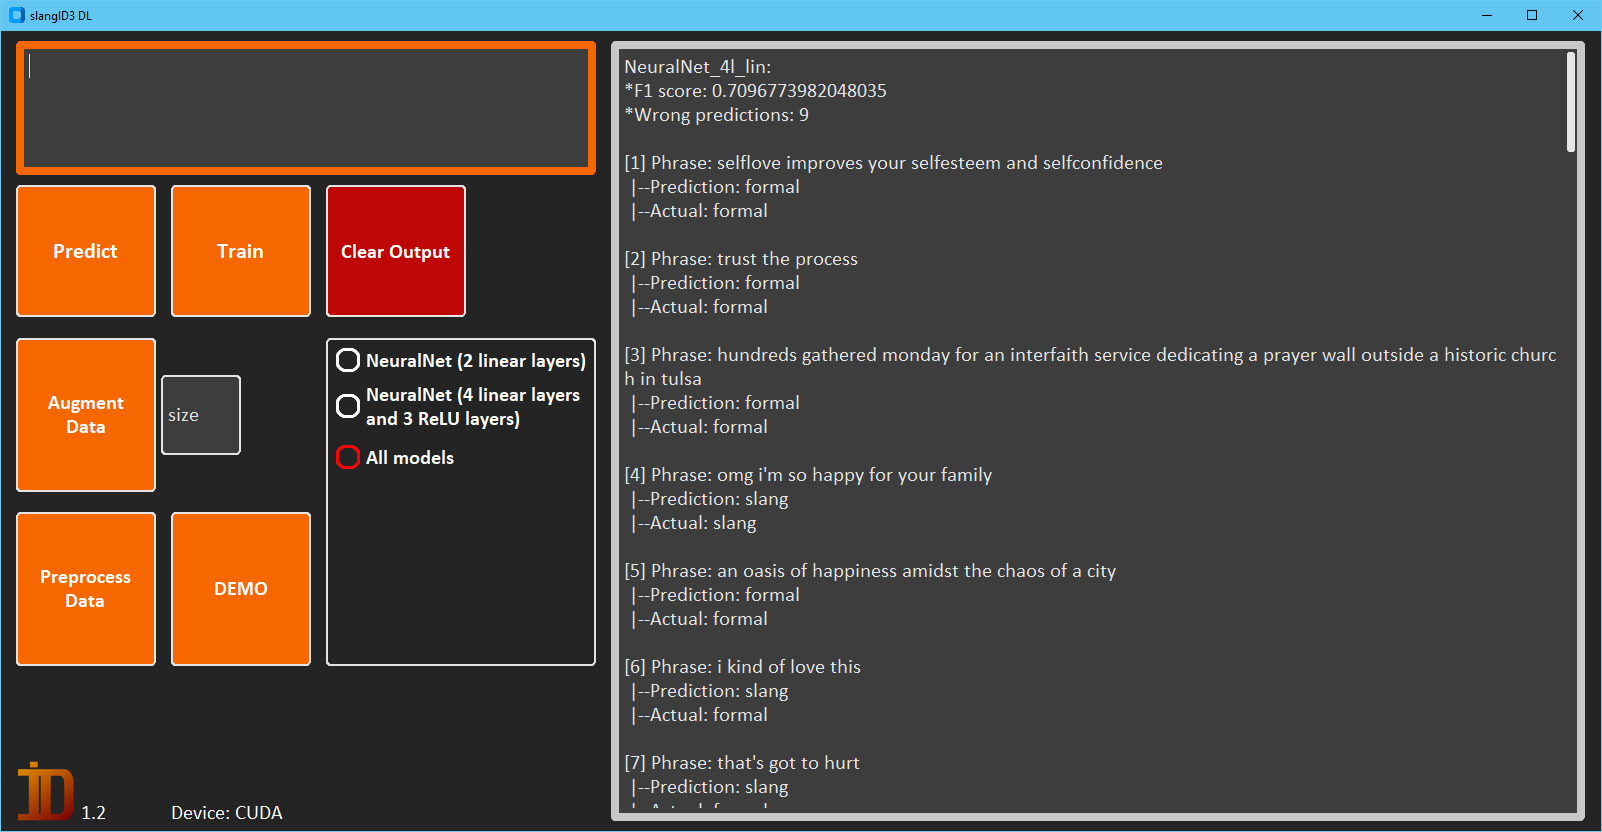 slangID3 DL
Predict
Train
Clear Output
Augment
Data
size
NeuralNet (2 linear layers)
NeuralNet (4 linear layers
and 3 ReLU layers)
All models
Preprocess
Data
DEMO
ID
1.2
Device: CUDA
NeuralNet_4l_lin:
*F1 score: 0.7096773982048035
*Wrong predictions: 9
[1] Phrase: selflove improves your selfesteem and selfconfidence
|--Prediction: formal
|--Actual: formal
[2] Phrase: trust the process
|--Prediction: formal
|--Actual: formal
[3] Phrase: hundreds gathered monday for an interfaith service dedicating a prayer wall outside a historic churc
h in tulsa
|--Prediction: formal
|--Actual: formal
[4] Phrase: omg i'm so happy for your family
|--Prediction: slang
|--Actual: slang
[5] Phrase: an oasis of happiness amidst the chaos of a city
|--Prediction: formal
|--Actual: formal
[6] Phrase: i kind of love this
|--Prediction: slang
|--Actual: formal
[7] Phrase: that's got to hurt
|--Prediction: slang